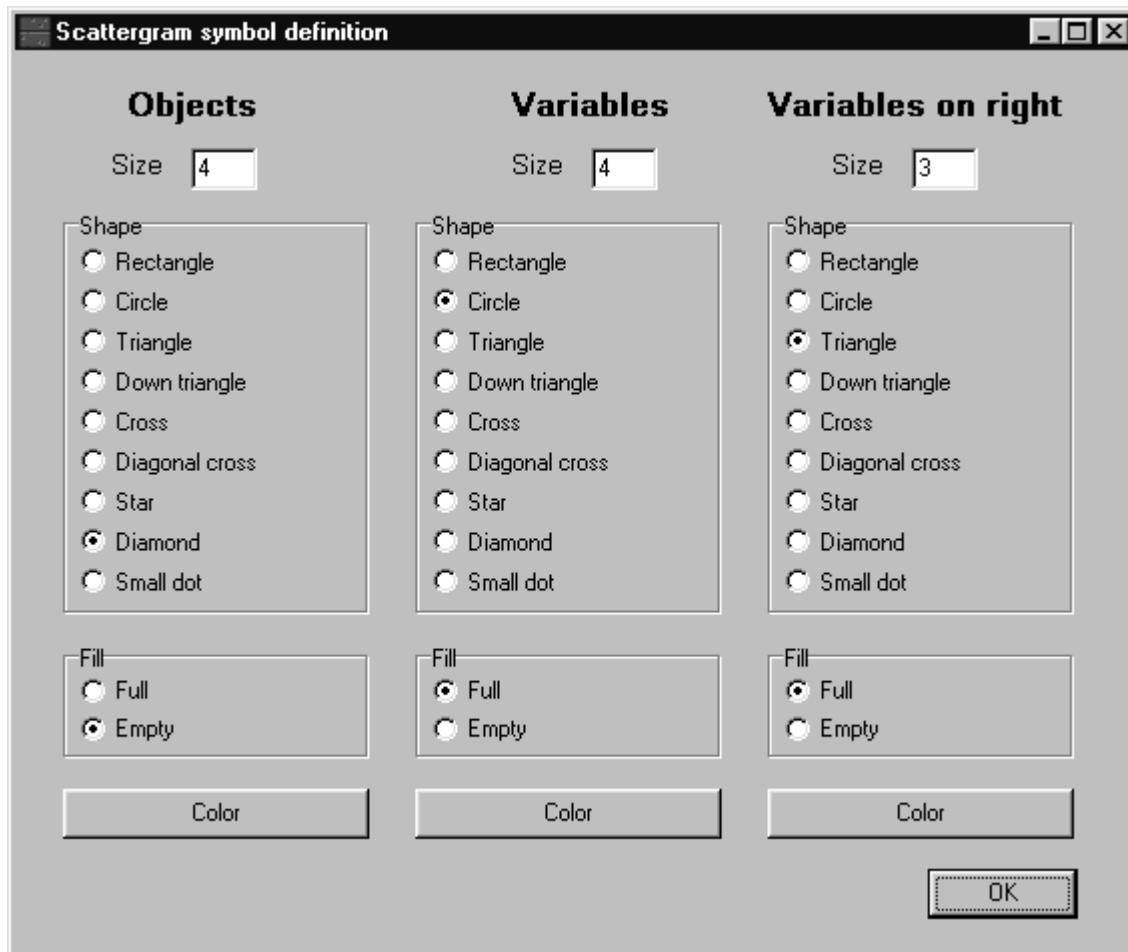 Scattergram symbol definition
Objects Variables Variables on right
Size 4 Size 4 Size 3
Shape Shape Shape
Rectangle Rectangle Rectangle
Circle Circle Circle
Triangle Triangle Triangle
Down triangle Down triangle Down triangle
Cross Cross Cross
Diagonal cross Diagonal cross Diagonal cross
Star Star Star
Diamond Diamond Diamond
Small dot Small dot Small dot
Fill Fill Fill
Full Full Full
Empty Empty Empty
Color Color Color
OK